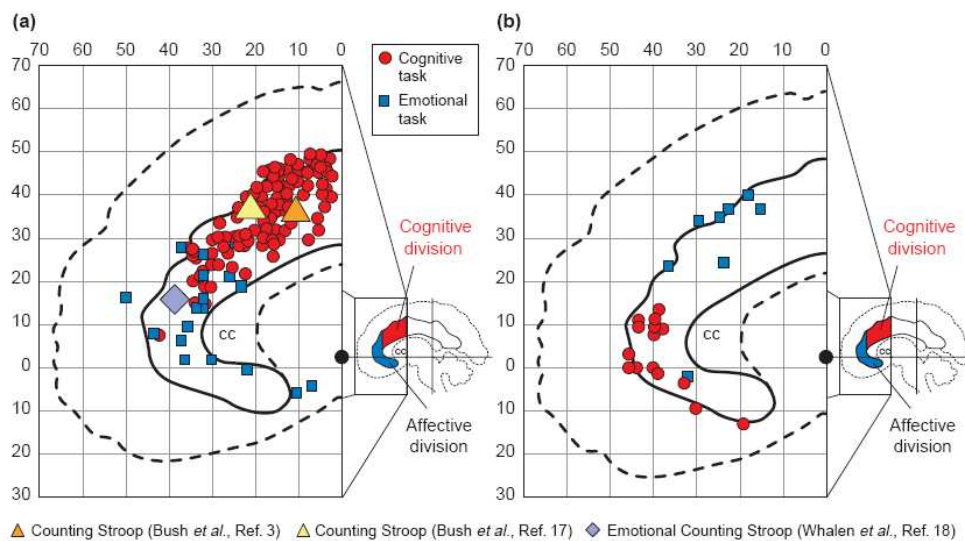 (a)
70 60 50 40 30 20 10 0
70
60
50
40
30
20
10
0
10
20
30
cc
Cognitive
task
Emotional
task
Cognitive
division
cc
Affective
division
(b)
70 60 50 40 30 20 10 0
70
60
50
40
30
20
10
0
10
20
30
cc
Cognitive
division
cc
Affective
division
Counting Stroop (Bush et al., Ref. 3) Counting Stroop (Bush et al., Ref. 17) Emotional Counting Stroop (Whalen et al., Ref. 18)